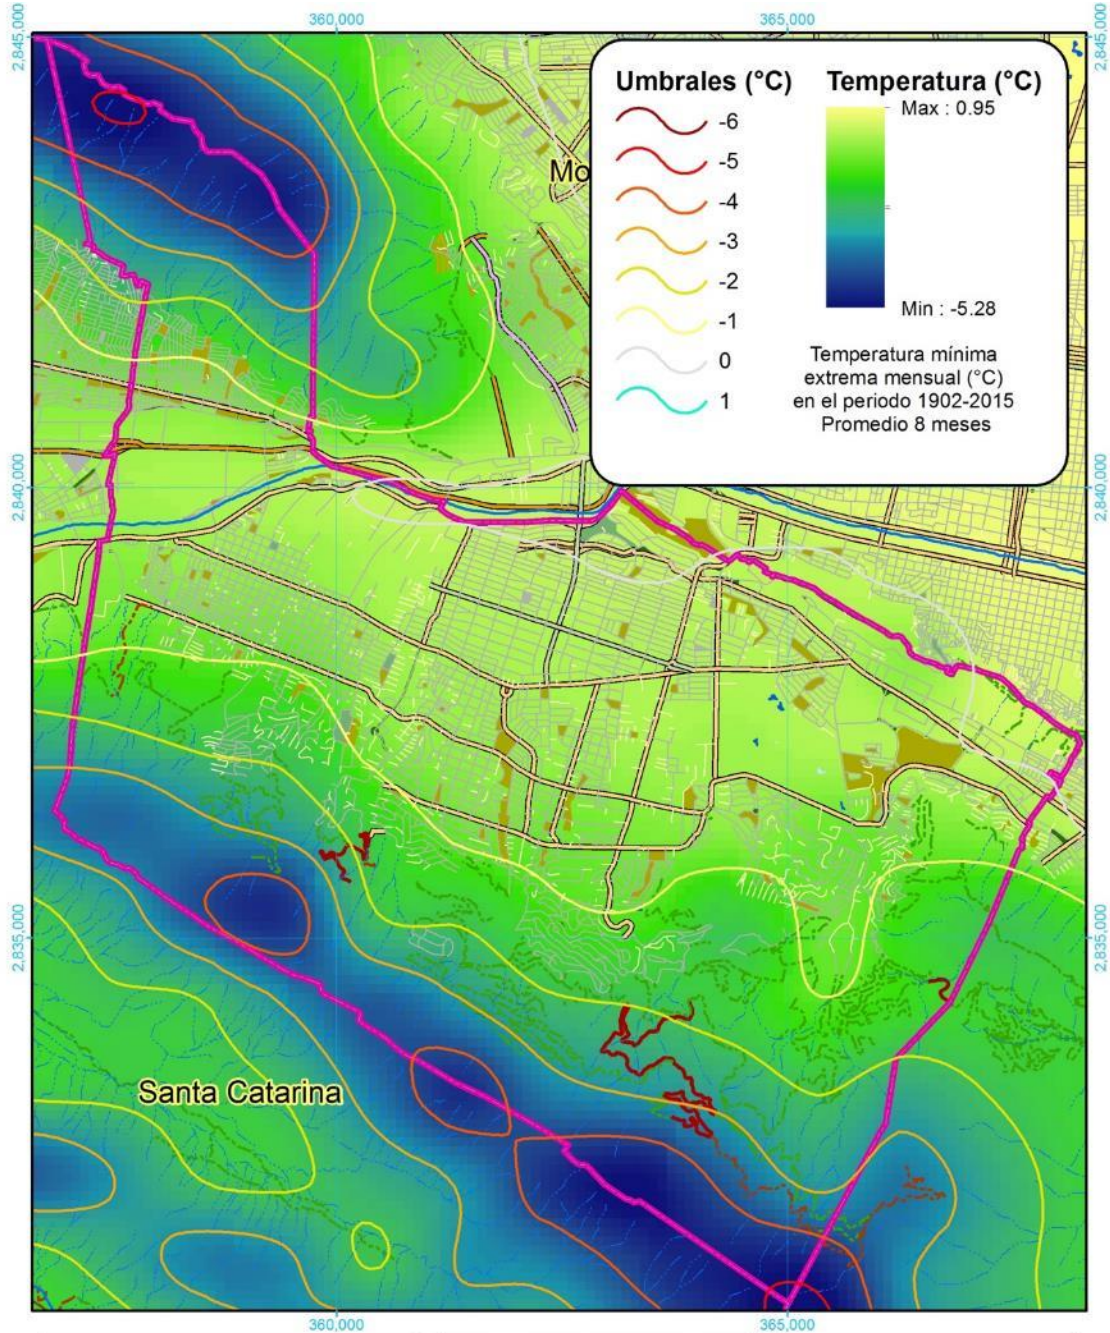 360,000
365,000
2,845,000
2,845,000
Umbrales (°C)
-6
-5
-4
-3
-2
-1
0
1
Temperatura (°C)
Max : 0.95
Min : -5.28
Temperatura mínima
extrema mensual (°C)
en el periodo 1902-2015
Promedio 8 meses
Mo
2,840,000
2,840,000
2,835,000
2,835,000
Santa Catarina
360,000
365,000